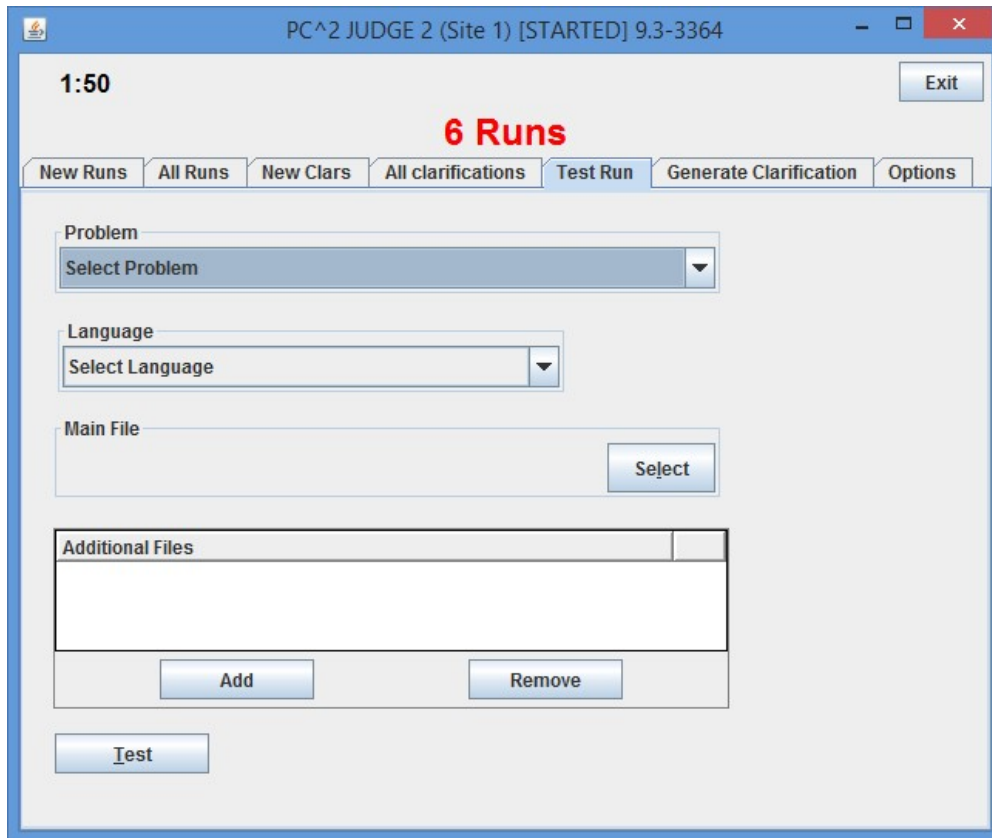 PC^2 JUDGE 2 (Site 1) [STARTED] 9.3-3364
1:50
Exit
6 Runs
New Runs All Runs New Clars All clarifications Test Run Generate Clarification Options
Problem
Select Problem
Language
Select Language
Main File
Select
Additional Files
Add Remove
Test